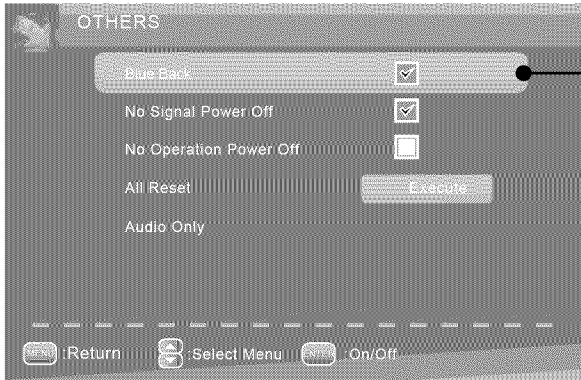 OTHERS
Blue Back
No Signal Power Off
No Operation Power Off
All Reset Execute
Audio Only
MENU :Return :Select Menu ENTER :On/Off